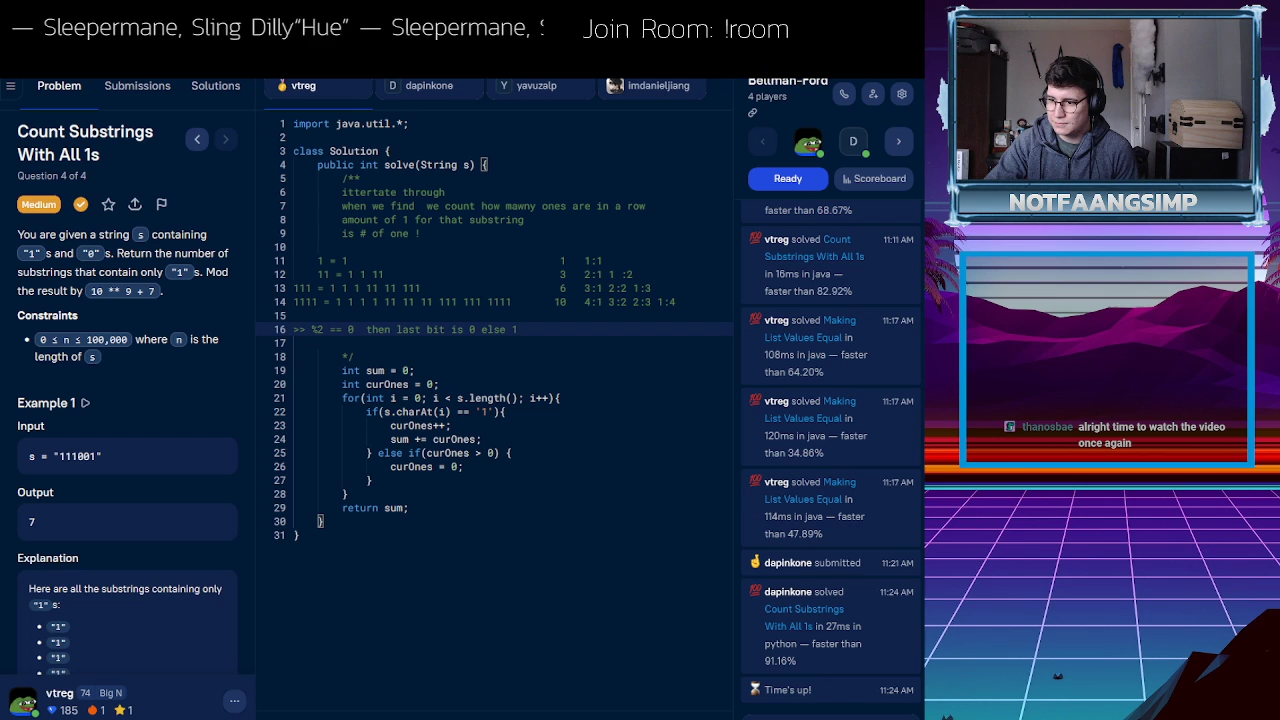 — Sleepermane, Sling Dilly“Hue” — Sleepermane, S
Join Room: !room
Problem
Submissions
Solutions
Count Substrings
With All 1s
Question 4 of 4
Medium
You are given a string s containing
"1"s and "0"s. Return the number of
substrings that contain only "1"s. Mod
the result by 10 ** 9 + 7.
Constraints
0 ≤ n ≤ 100,000 where n is the
length of s
Example 1
Input
s = "111001"
Output
7
Explanation
Here are all the substrings containing only
"1"s:
"1"
"1"
"1"
"1"
vtreg 74 Big N
185 1 1
vtreg
D dapinkone
Y yavuzalp
imdanieljiang
1 import java.util.*;
2
3 class Solution {
4 public int solve(String s) {
5 /**
6 ittertate through
7 when we find  we count how mawny ones are in a row
8 amount of 1 for that substring
9 is # of one !
10
11 1 = 1 1 1:1
12 11 = 1 1 11 3 2:1 1 :2
13 111 = 1 1 1 11 11 111 6 3:1 2:2 1:3
14 1111 = 1 1 1 1 11 11 11 111 111 1111 10 4:1 3:2 2:3 1:4
15
16 >> %2 == 0  then last bit is 0 else 1
17
18 */
19 int sum = 0;
20 int curOnes = 0;
21 for(int i = 0; i < s.length(); i++){
22 if(s.charAt(i) == '1'){
23 curOnes++;
24 sum += curOnes;
25 } else if(curOnes > 0) {
26 curOnes = 0;
27 }
28 }
29 return sum;
30 }
31 }
Bellman-Ford
4 players
D
Ready
Scoreboard
faster than 68.67%
vtreg solved Count 11:11 AM
Substrings With All 1s
in 16ms in java —
faster than 82.92%
vtreg solved Making 11:17 AM
List Values Equal in
108ms in java — faster
than 64.20%
vtreg solved Making 11:17 AM
List Values Equal in
120ms in java — faster
than 34.86%
vtreg solved Making 11:17 AM
List Values Equal in
114ms in java — faster
than 47.89%
dapinkone submitted 11:21 AM
dapinkone solved 11:24 AM
Count Substrings
With All 1s in 27ms in
python — faster than
91.16%
Time's up! 11:24 AM
NOTFAANGSIMP
thanosbae alright time to watch the video
once again